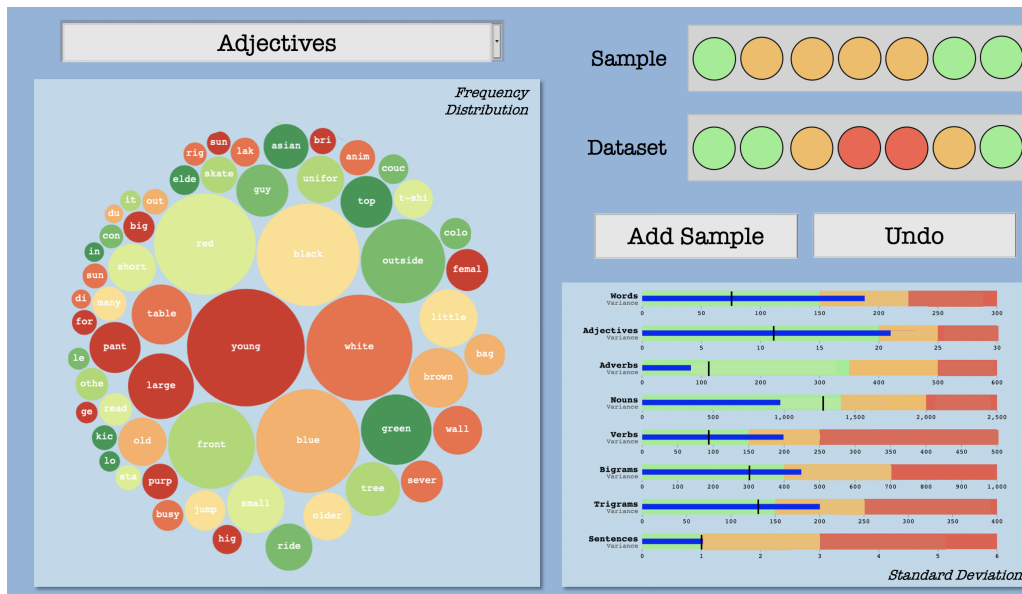 Adjectives
Sample
Dataset
Add Sample
Undo
Frequency
Distribution
sun
bri
rig
lak
asian
anim
elde
skate
guy
unifor
couc
top
t-shi
it
out
du
big
con
red
black
outside
colo
femal
in
short
sun
di
many
table
for
young
white
little
pant
bag
le
large
brown
othe
ge
read
kic
old
front
blue
green
wall
lo
sta
purp
tree
sever
busy
jump
small
older
hig
ride
Words
Variance
0 50 100 150 200 250 300
Adjectives
Variance
0 5 10 15 20 25 30
Adverbs
Variance
0 100 200 300 400 500 600
Nouns
Variance
0 500 1,000 1,500 2,000 2,500
Verbs
Variance
0 50 100 150 200 250 300 350 400 450 500
Bigrams
Variance
0 100 200 300 400 500 600 700 800 900 1,000
Trigrams
Variance
0 50 100 150 200 250 300 350 400
Sentences
Variance
0 1 2 3 4 5 6
Standard Deviation